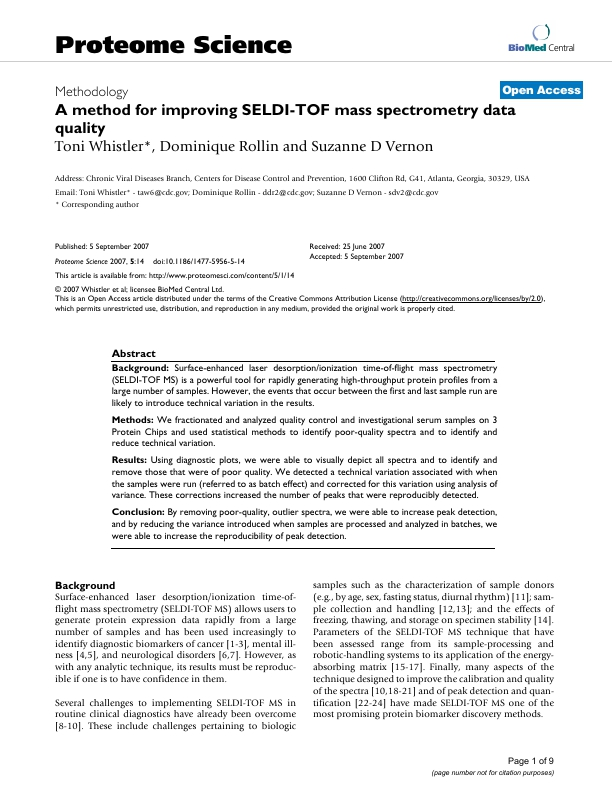 Proteome Science
BioMed Central
Methodology
Open Access
A method for improving SELDI-TOF mass spectrometry data
quality
Toni Whistler*, Dominique Rollin and Suzanne D Vernon
Address: Chronic Viral Diseases Branch, Centers for Disease Control and Prevention, 1600 Clifton Rd, G41, Atlanta, Georgia, 30329, USA
Email: Toni Whistler* - taw6@cdc.gov; Dominique Rollin - ddr2@cdc.gov; Suzanne D Vernon - sdv2@cdc.gov
* Corresponding author
Published: 5 September 2007
Proteome Science 2007, 5:14 doi:10.1186/1477-5956-5-14
Received: 25 June 2007
Accepted: 5 September 2007
This article is available from: http://www.proteomesci.com/content/5/1/14
© 2007 Whistler et al; licensee BioMed Central Ltd.
This is an Open Access article distributed under the terms of the Creative Commons Attribution License (http://creativecommons.org/licenses/by/2.0),
which permits unrestricted use, distribution, and reproduction in any medium, provided the original work is properly cited.
Abstract
Background: Surface-enhanced laser desorption/ionization time-of-flight mass spectrometry
(SELDI-TOF MS) is a powerful tool for rapidly generating high-throughput protein profiles from a
large number of samples. However, the events that occur between the first and last sample run are
likely to introduce technical variation in the results.
Methods: We fractionated and analyzed quality control and investigational serum samples on 3
Protein Chips and used statistical methods to identify poor-quality spectra and to identify and
reduce technical variation.
Results: Using diagnostic plots, we were able to visually depict all spectra and to identify and
remove those that were of poor quality. We detected a technical variation associated with when
the samples were run (referred to as batch effect) and corrected for this variation using analysis of
variance. These corrections increased the number of peaks that were reproducibly detected.
Conclusion: By removing poor-quality, outlier spectra, we were able to increase peak detection,
and by reducing the variance introduced when samples are processed and analyzed in batches, we
were able to increase the reproducibility of peak detection.
Background
Surface-enhanced laser desorption/ionization time-of-
flight mass spectrometry (SELDI-TOF MS) allows users to
generate protein expression data rapidly from a large
number of samples and has been used increasingly to
identify diagnostic biomarkers of cancer [1-3], mental ill-
ness [4,5], and neurological disorders [6,7]. However, as
with any analytic technique, its results must be reproduc-
ible if one is to have confidence in them.
Several challenges to implementing SELDI-TOF MS in
routine clinical diagnostics have already been overcome
[8-10]. These include challenges pertaining to biologic
samples such as the characterization of sample donors
(e.g., by age, sex, fasting status, diurnal rhythm) [11]; sam-
ple collection and handling [12,13]; and the effects of
freezing, thawing, and storage on specimen stability [14].
Parameters of the SELDI-TOF MS technique that have
been assessed range from its sample-processing and
robotic-handling systems to its application of the energy-
absorbing matrix [15-17]. Finally, many aspects of the
technique designed to improve the calibration and quality
of the spectra [10,18-21] and of peak detection and quan-
tification [22-24] have made SELDI-TOF MS one of the
most promising protein biomarker discovery methods.
Page 1 of 9
(page number not for citation purposes)